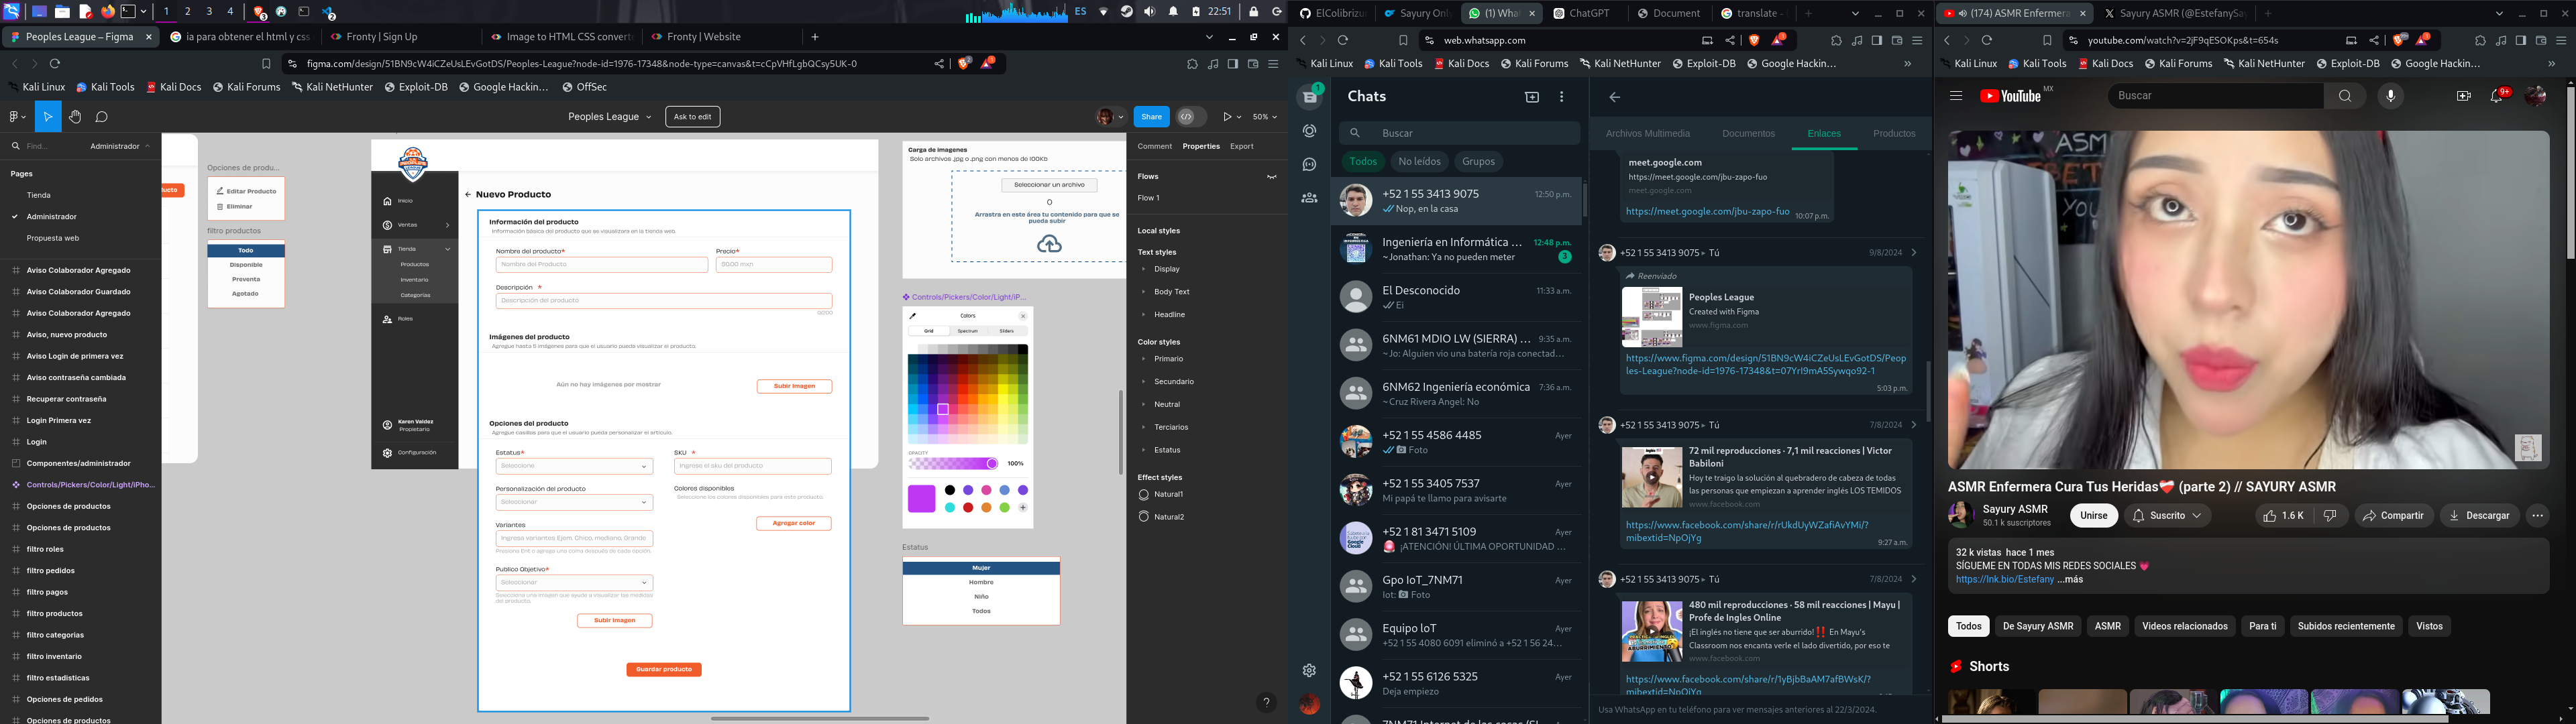 ES
22:51
1 2 3 4
Peoples League – Figma
ia para obtener el html y css
Fronty | Sign Up
Image to HTML CSS converte
Fronty | Website
figma.com/design/51BN9cW4iCZeUsLEvGotDS/Peoples-League?node-id=1976-17348&node-type=canvas&t=cCpVHfLgbQCsy5UK-0
Kali Linux
Kali Tools
Kali Docs
Kali Forums
Kali NetHunter
Exploit-DB
Google Hackin...
OffSec
Peoples League
Ask to edit
Share
50%
Find...
Administrador
Pages
Tienda
Administrador
Propuesta web
Aviso Colaborador Agregado
Aviso Colaborador Guardado
Aviso Colaborador Agregado
Aviso, nuevo producto
Aviso Login de primera vez
Aviso contraseña cambiada
Recuperar contraseña
Login Primera vez
Login
Componentes/administrador
Controls/Pickers/Color/Light/iPho...
Opciones de productos
Opciones de productos
filtro roles
filtro pedidos
filtro pagos
filtro productos
filtro categorias
filtro inventario
filtro estadisticas
Opciones de pedidos
Opciones de productos
ucto
Opciones de produ...
Editar Producto
Eliminar
filtro productos
Todo
Disponible
Preventa
Agotado
Inicio
Ventas
Tienda
Productos
Inventario
Categorías
Roles
Karen Valdez
Propietario
Configuración
Nuevo Producto
Información del producto
Información básica del producto que se visualizara en la tienda web.
Nombre del producto*
Precio*
Nombre del Producto
$0.00 mxn
Descripción *
Descripción del producto
Imágenes del producto
Agregue hasta 5 imágenes para que el usuario pueda visualizar el producto.
Aún no hay imágenes por mostrar
Subir Imagen
Opciones del producto
Agregue casillas para que el usuario pueda personalizar el artículo.
Estatus*
SKU *
Seleccione
Ingrese el sku del producto
Personalización del producto
Seleccionar
Colores disponibles
Seleccione los colores disponibles para este producto.
Agregar color
Variantes
Ingresa variantes Ejem. Chico, mediano, Grande
Presiona Enter o agrega una coma después de cada opción.
Publico Objetivo*
Seleccionar
Seleccione una imagen que ayude a visualizar las medidas
del producto.
Subir Imagen
Guardar producto
Carga de imagenes
Solo archivos .jpg o .png con menos de 100Kb
Seleccionar un archivo
O
Arrastra en este área tu contenido para que se
pueda subir
Controls/Pickers/Color/Light/iP...
Colors
Grid
Spectrum
Sliders
OPACITY
100%
Estatus
Mujer
Hombre
Niño
Todos
Comment
Properties
Export
Flows
Flow 1
Local styles
Text styles
Display
Body Text
Headline
Color styles
Primario
Secundario
Neutral
Terciarios
Estatus
Effect styles
Natural1
Natural2
?
ElColibrizu
Sayury Onl
(1) Wha
ChatGPT
Document
translate -
web.whatsapp.com
Kali Linux
Kali Tools
Kali Docs
Kali Forums
Kali NetHunter
Exploit-DB
Google Hackin...
1
Chats
Buscar
Todos
No leídos
Grupos
+52 1 55 3413 9075
12:50 p.m.
Nop, en la casa
Ingeniería en Informática ...
12:48 p.m.
~Jonathan: Ya no pueden meter
3
El Desconocido
11:33 a.m.
Ei
6NM61 MDIO LW (SIERRA) ...
9:35 a.m.
~Jo: Alguien vio una batería roja conectad...
6NM62 Ingeniería económica
7:36 a.m.
~Cruz Rivera Angel: No
+52 1 55 4586 4485
Ayer
Foto
+52 1 55 3405 7537
Ayer
Mi papá te llamo para avisarte
+52 1 81 3471 5109
Ayer
¡ATENCIÓN! ÚLTIMA OPORTUNIDAD ...
Gpo IoT_7NM71
Ayer
Iot: Foto
Equipo loT
Ayer
+52 1 55 4080 6091 eliminó a +52 1 56 24...
+52 1 55 6126 5325
Ayer
Deja empiezo
Archivos Multimedia
Documentos
Enlaces
Productos
meet.google.com
https://meet.google.com/jbu-zapo-fuo
meet.google.com
https://meet.google.com/jbu-zapo-fuo
10:07 p.m.
+52 1 55 3413 9075 ▸ Tú
9/8/2024
Reenviado
Peoples League
Created with Figma
www.figma.com
https://www.figma.com/design/51BN9cW4iCZeUsLEvGotDS/Peop
les-League?node-id=1976-17348&t=07YrI9mA5Sywqo92-1
5:03 p.m.
+52 1 55 3413 9075 ▸ Tú
7/8/2024
72 mil reproducciones · 7,1 mil reacciones | Victor
Babiloni
Hoy te traigo la solución al quebradero de cabeza de todas
las personas que empiezan a aprender inglés LOS TEMIDOS
www.facebook.com
https://www.facebook.com/share/r/rUkdUyWZafiAvYMi/?
mibextid=NpOjYg
9:27 a.m.
+52 1 55 3413 9075 ▸ Tú
7/8/2024
480 mil reproducciones · 58 mil reacciones | Mayu |
Profe de Ingles Online
¡El inglés no tiene que ser aburrido!‼️ En Mayu's
Classroom nos encanta verle el lado divertido, por eso te
www.facebook.com
https://www.facebook.com/share/r/1yBjbBaAM7afBWsK/?
mibextid=NpOjYg
Usa WhatsApp en tu teléfono para ver mensajes anteriores al 22/3/2024.
(174) ASMR Enfermera
Sayury ASMR (@EstefanySay
youtube.com/watch?v=2jF9qESOKps&t=654s
Kali Linux
Kali Tools
Kali Docs
Kali Forums
Kali NetHunter
Exploit-DB
Google Hackin...
YouTube MX
Buscar
9+
ASMR Enfermera Cura Tus Heridas❤️‍🩹 (parte 2) // SAYURY ASMR
Sayury ASMR
50.1 k suscriptores
Unirse
Suscrito
1.6 K
Compartir
Descargar
32 k vistas hace 1 mes
SÍGUEME EN TODAS MIS REDES SOCIALES 💗
https://lnk.bio/Estefany ...más
Todos
De Sayury ASMR
ASMR
Videos relacionados
Para ti
Subidos recientemente
Vistos
Shorts